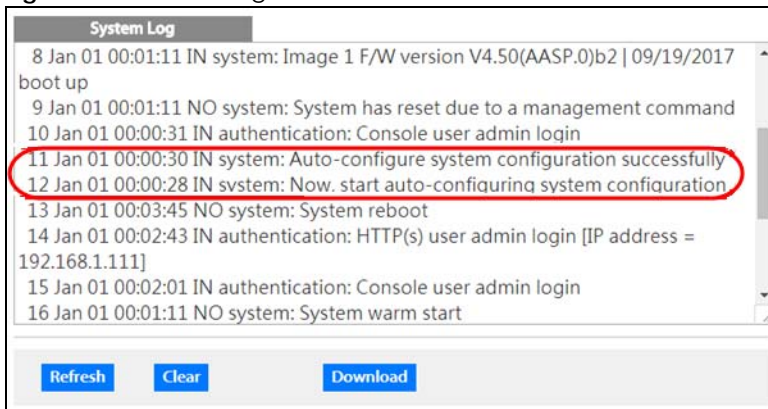 System Log
8 Jan 01 00:01:11 IN system: Image 1 F/W version V4.50(AASP.0)b2 | 09/19/2017
boot up
9 Jan 01 00:01:11 NO system: System has reset due to a management command
10 Jan 01 00:00:31 IN authentication: Console user admin login
11 Jan 01 00:00:30 IN system: Auto-configure system configuration successfully
12 Jan 01 00:00:28 IN system: Now, start auto-configuring system configuration
13 Jan 01 00:03:45 NO system: System reboot
14 Jan 01 00:02:43 IN authentication: HTTP(s) user admin login [IP address =
192.168.1.111]
15 Jan 01 00:02:01 IN authentication: Console user admin login
16 Jan 01 00:01:11 NO system: System warm start
Refresh Clear Download